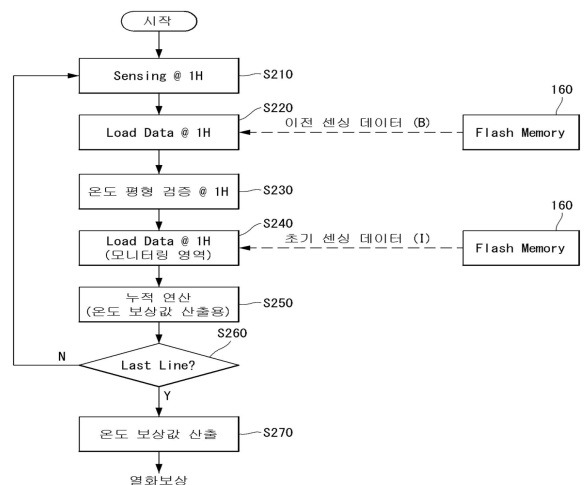 시작
Sensing @ 1H
S210
S220
160
Load Data @ 1H
이전 센싱 데이터 (B)
Flash Memory
온도 평형 검증 @ 1H
S230
S240
160
Load Data @ 1H
(모니터링 영역)
초기 센싱 데이터 (I)
Flash Memory
누적 연산
(온도 보상값 산출용)
S250
S260
N
Last Line?
Y
온도 보상값 산출
S270
열화보상